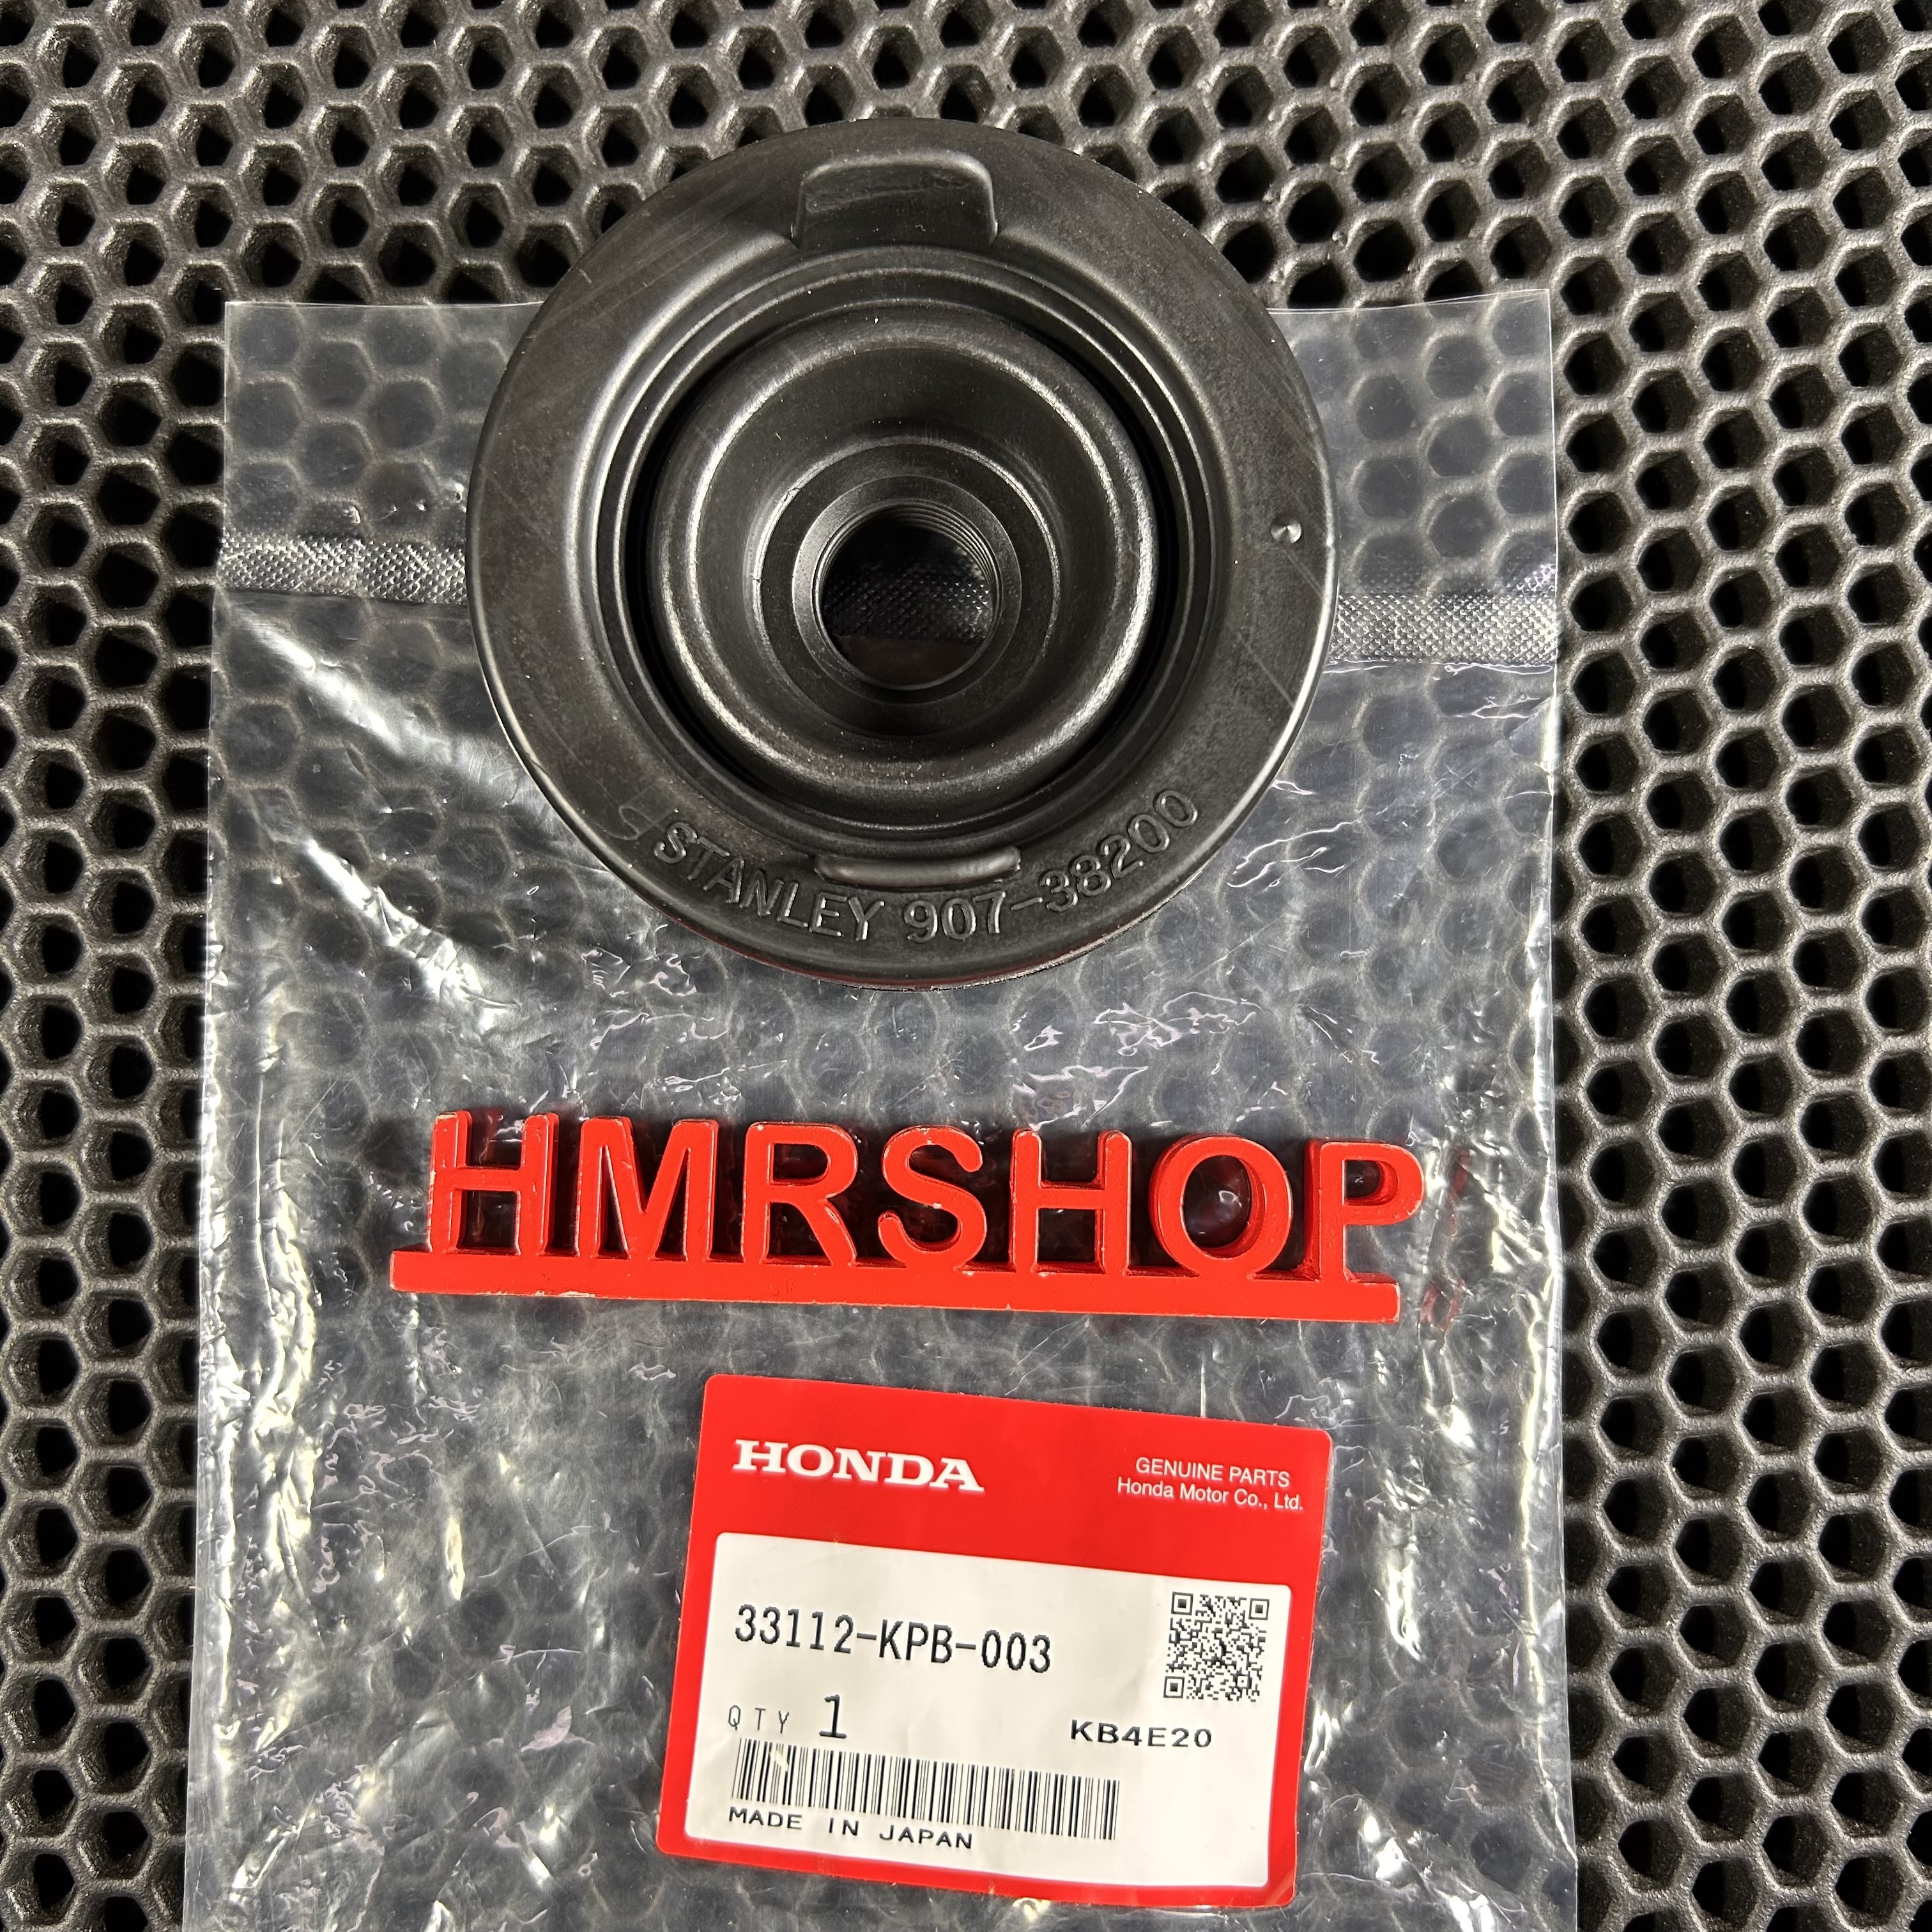 STANLEY 907-38200
HMRSHOP
HONDA
GENUINE PARTS
Honda Motor Co., Ltd.
33112-KPB-003
QTY 1
KB4E20
MADE IN JAPAN